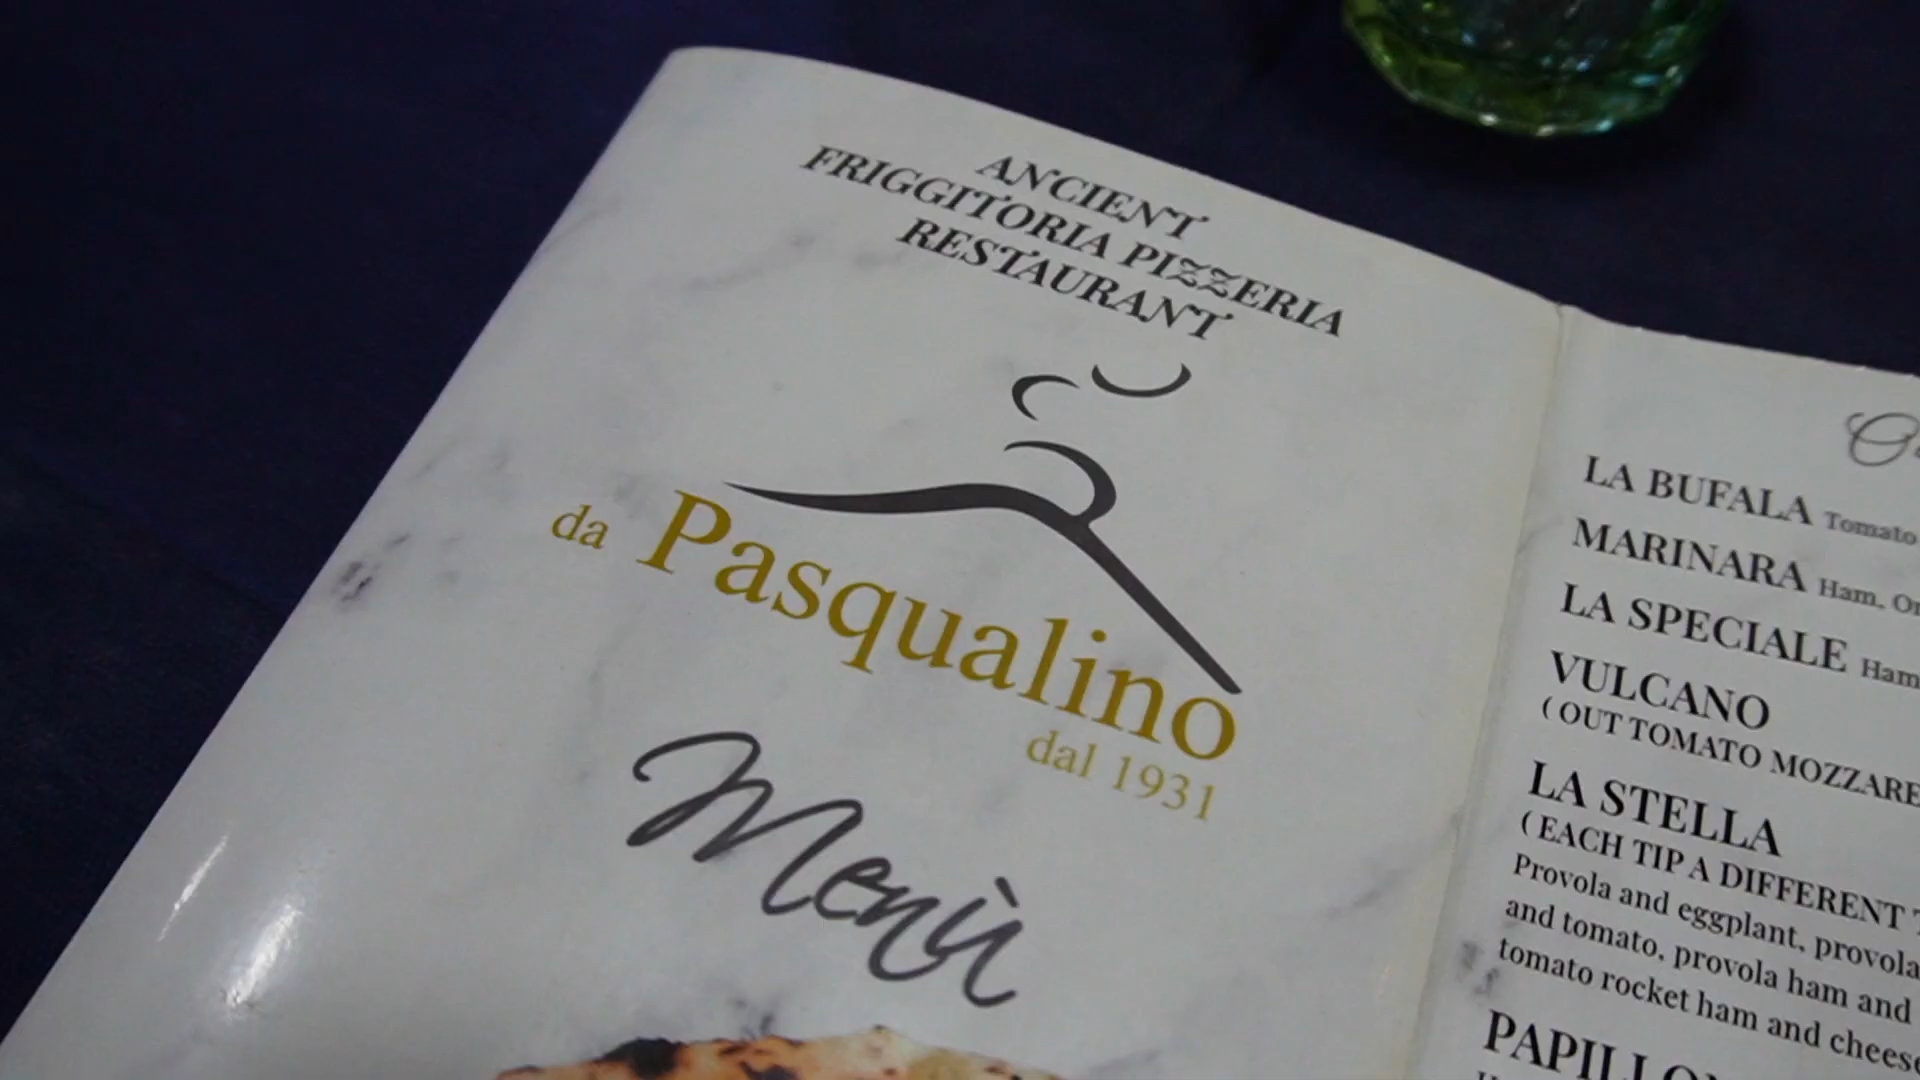 ANCIENT
FRIGGITORIA PIZZERIA
RESTAURANT
da Pasqualino
dal 1931
Menù
LA BUFALA Tomato
MARINARA Ham,
LA SPECIALE Ham
VULCANO
( OUT TOMATO
LA STELLA
( EACH TIP A DIFFERENT
Provola and eggplant, provola
and tomato, provola ham and
tomato rocket ham and